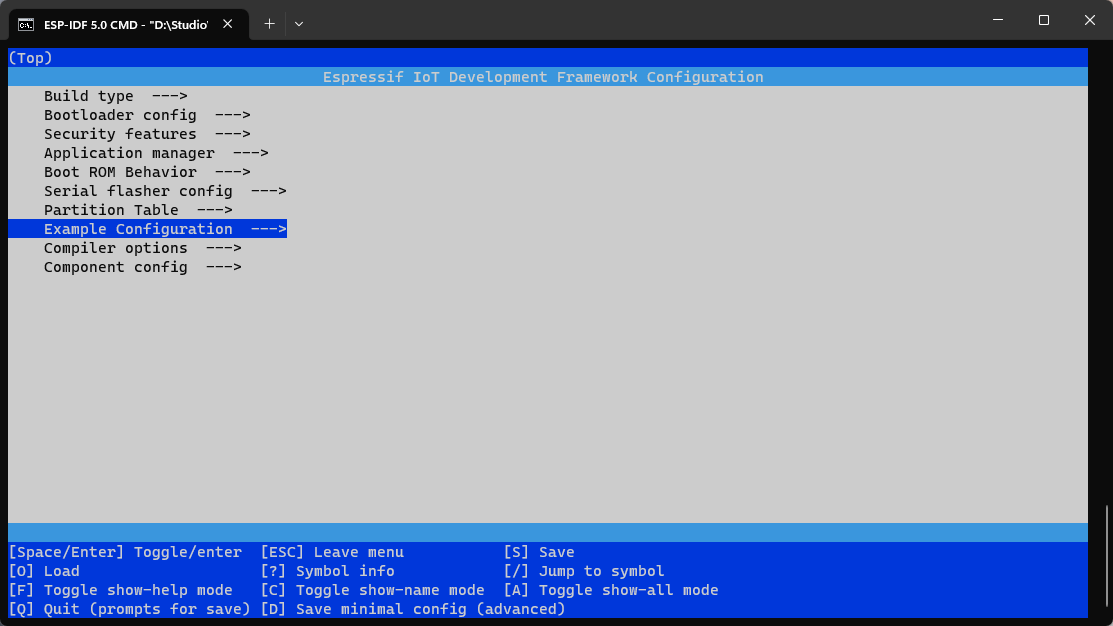 ESP-IDF 5.0 CMD - "D:\Studio'
(Top)
Espressif IoT Development Framework Configuration
Build type  --->
Bootloader config  --->
Security features  --->
Application manager  --->
Boot ROM Behavior  --->
Serial flasher config  --->
Partition Table  --->
Example Configuration  --->
Compiler options  --->
Component config  --->
[Space/Enter] Toggle/enter  [ESC] Leave menu           [S] Save
[O] Load                    [?] Symbol info            [/] Jump to symbol
[F] Toggle show-help mode   [C] Toggle show-name mode  [A] Toggle show-all mode
[Q] Quit (prompts for save) [D] Save minimal config (advanced)